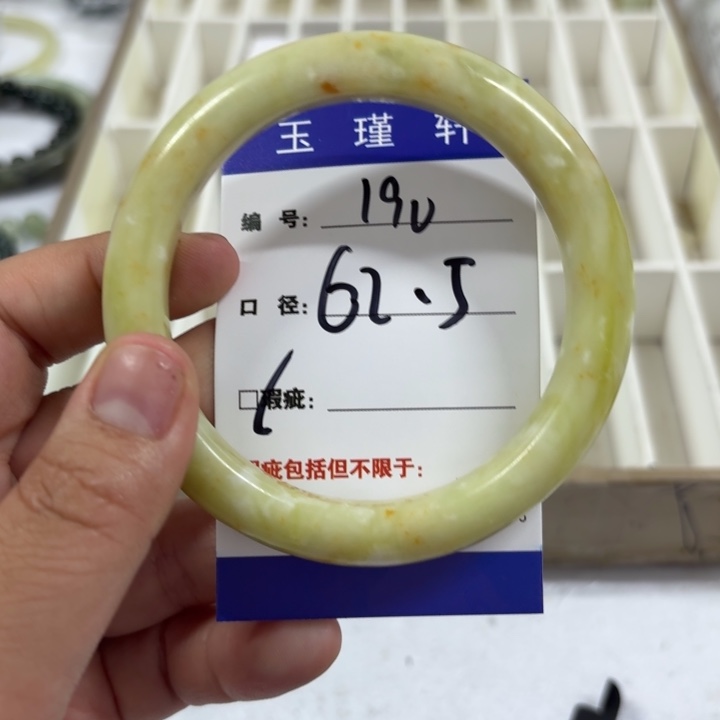 玉瑾轩
编 号: 190
口 径: 62.5
□瑕疵:
瑕疵包括但不限于: